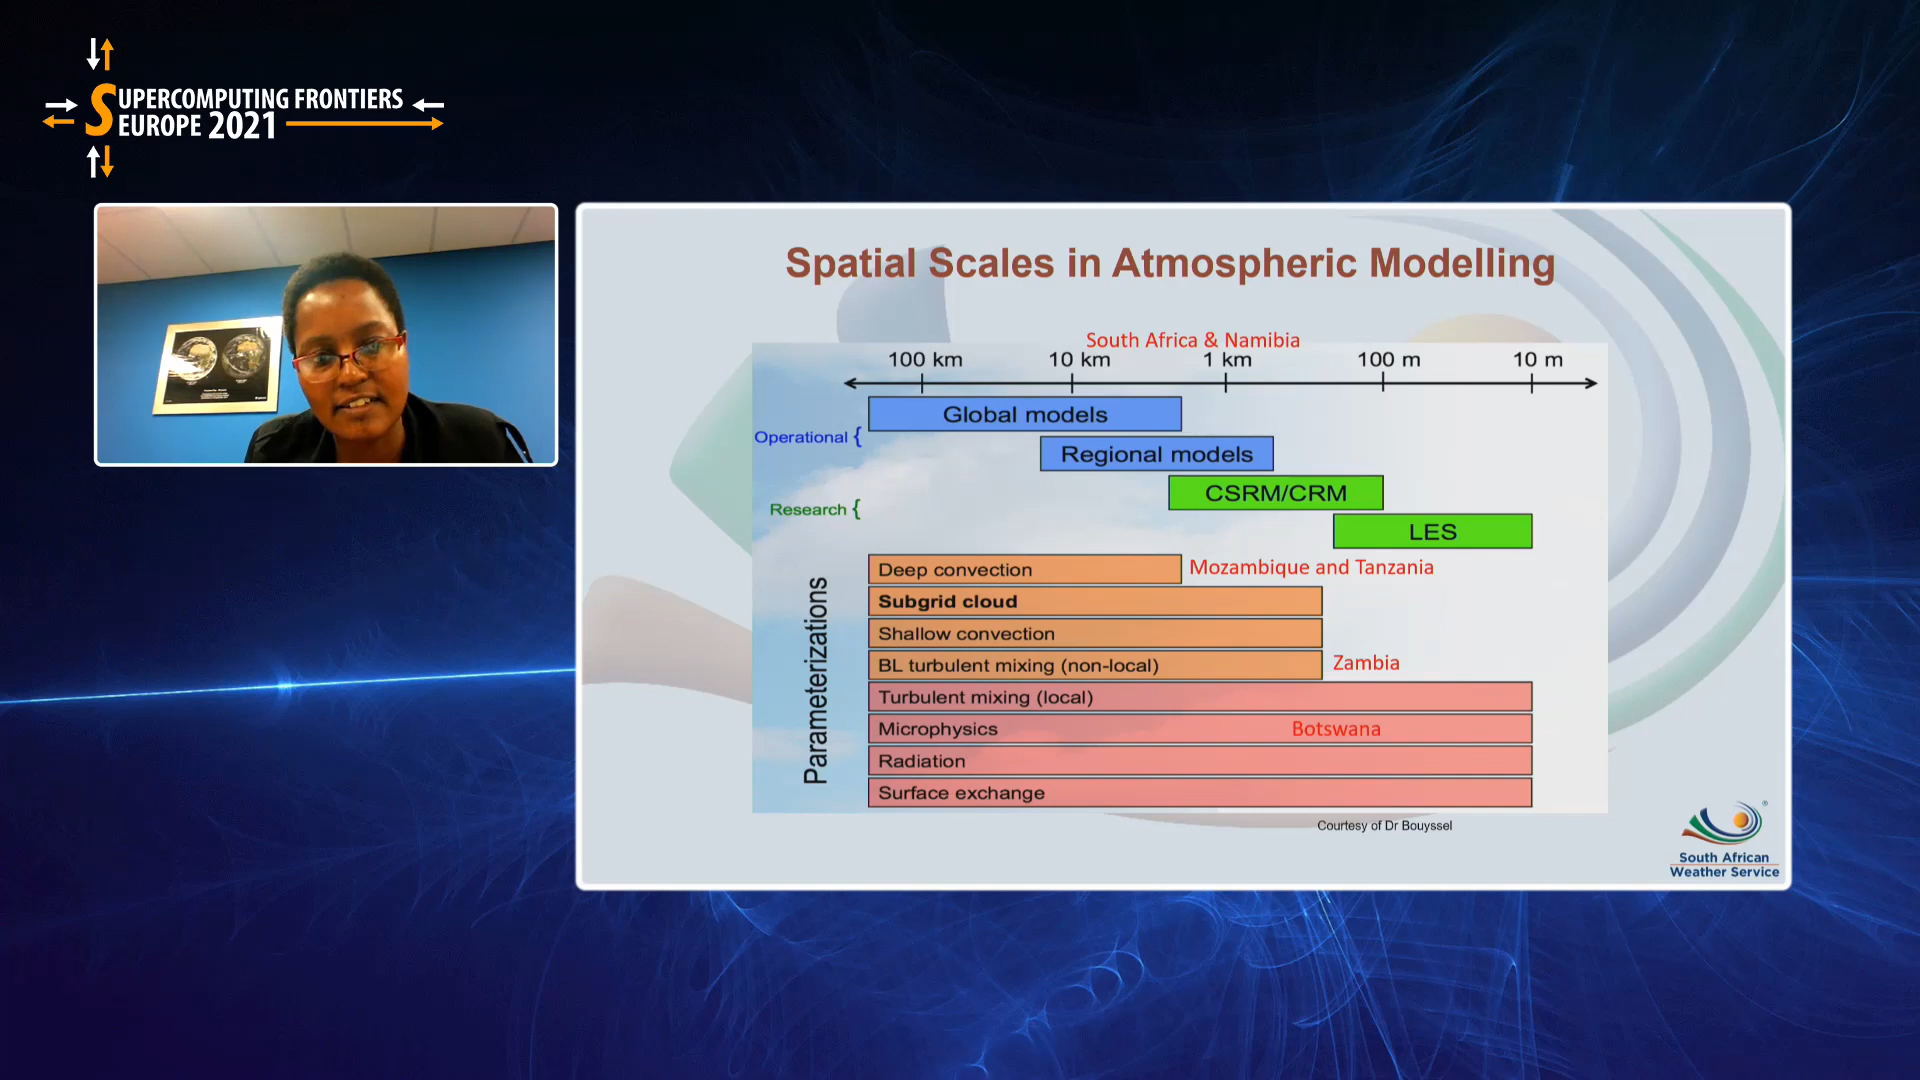 SUPERCOMPUTING FRONTIERS
EUROPE 2021
Spatial Scales in Atmospheric Modelling
South Africa & Namibia
100 km
10 km
1 km
100 m
10 m
Global models
Operational {
Regional models
CSRM/CRM
Research {
LES
Parameterizations
Deep convection
Mozambique and Tanzania
Subgrid cloud
Shallow convection
BL turbulent mixing (non-local)
Zambia
Turbulent mixing (local)
Microphysics
Botswana
Radiation
Surface exchange
Courtesy of Dr Bouyssel
South African
Weather Service